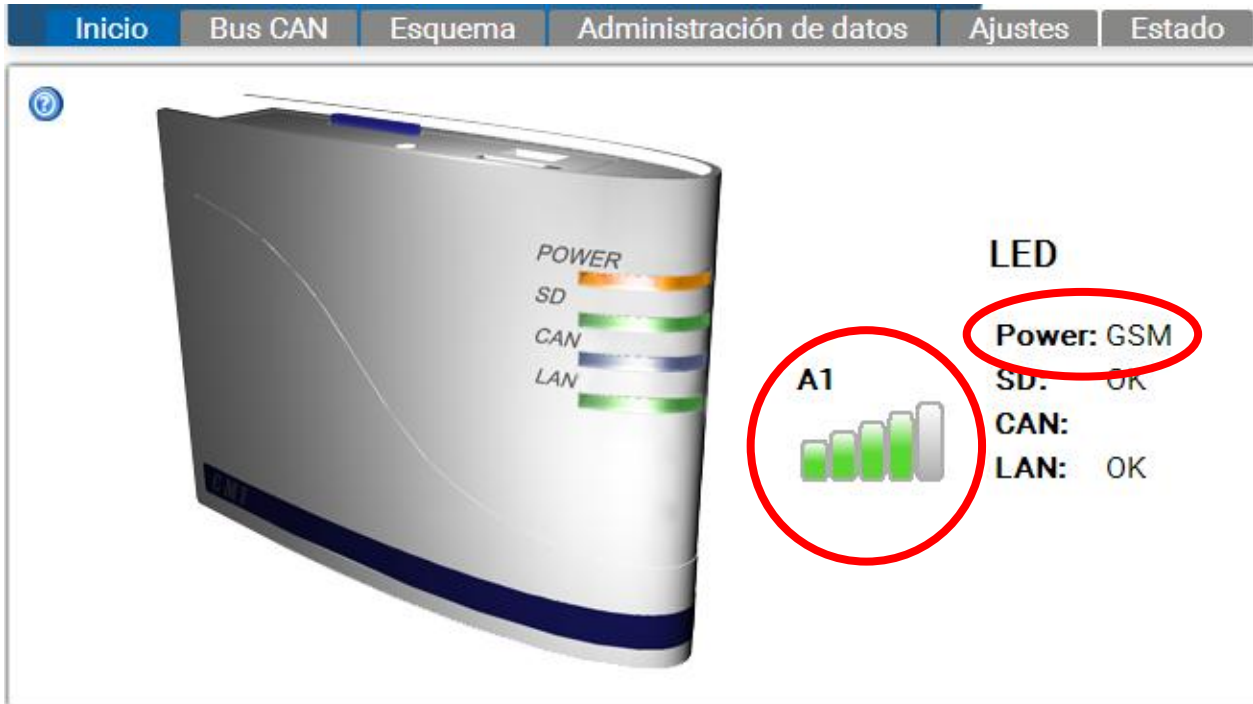 Inicio Bus CAN Esquema Administración de datos Ajustes Estado
?
POWER
SD
CAN
LAN
CMI
A1
LED
Power: GSM
SD: OK
CAN:
LAN: OK